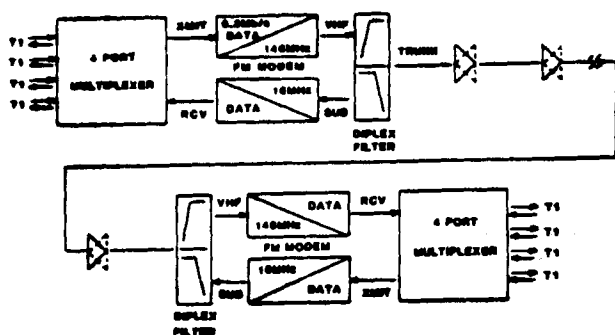 T1
T1
T1
T1
4 PORT
MULTIPLEXER
XMIT
RCV
DATA
FM MODEM
DATA
VHF
SUB
DIPLEX
FILTER
TRUNK
VHF
SUB
DIPLEX
FILTER
DATA
FM MODEM
DATA
RCV
XMIT
4 PORT
MULTIPLEXER
T1
T1
T1
T1